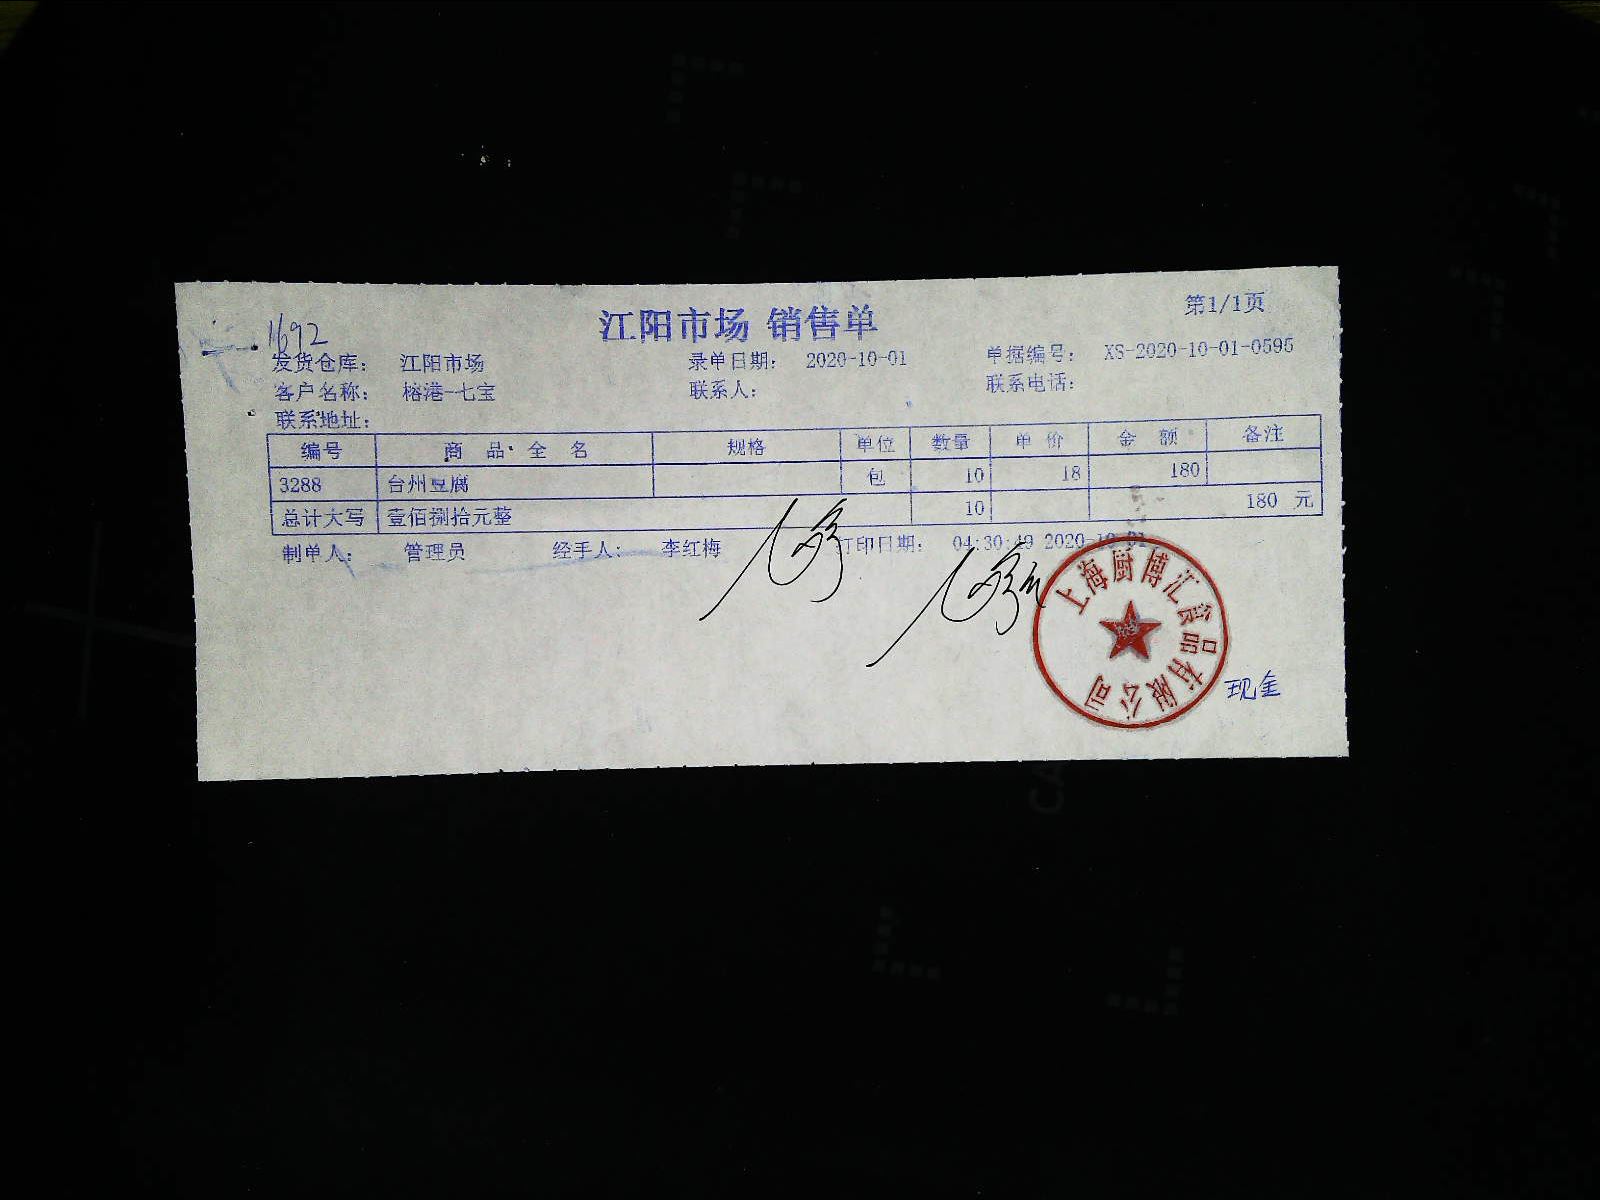 第1/1页
江阳市场 销售单
1692
发货仓库： 江阳市场 录单日期： 2020-10-01 单据编号： XS-2020-10-01-0595
客户名称： 榕港-七宝 联系人： 联系电话：
联系地址：
编号 商品全名 规格 单位 数量 单价 金额 备注
3288 台州豆腐 包 10 18 180
总计大写 壹佰捌拾元整 10 180 元
制单人： 管理员 经手人： 李红梅 打印日期： 04:30:49 2020-10-01
上海厨博汇食品有限公司
现金